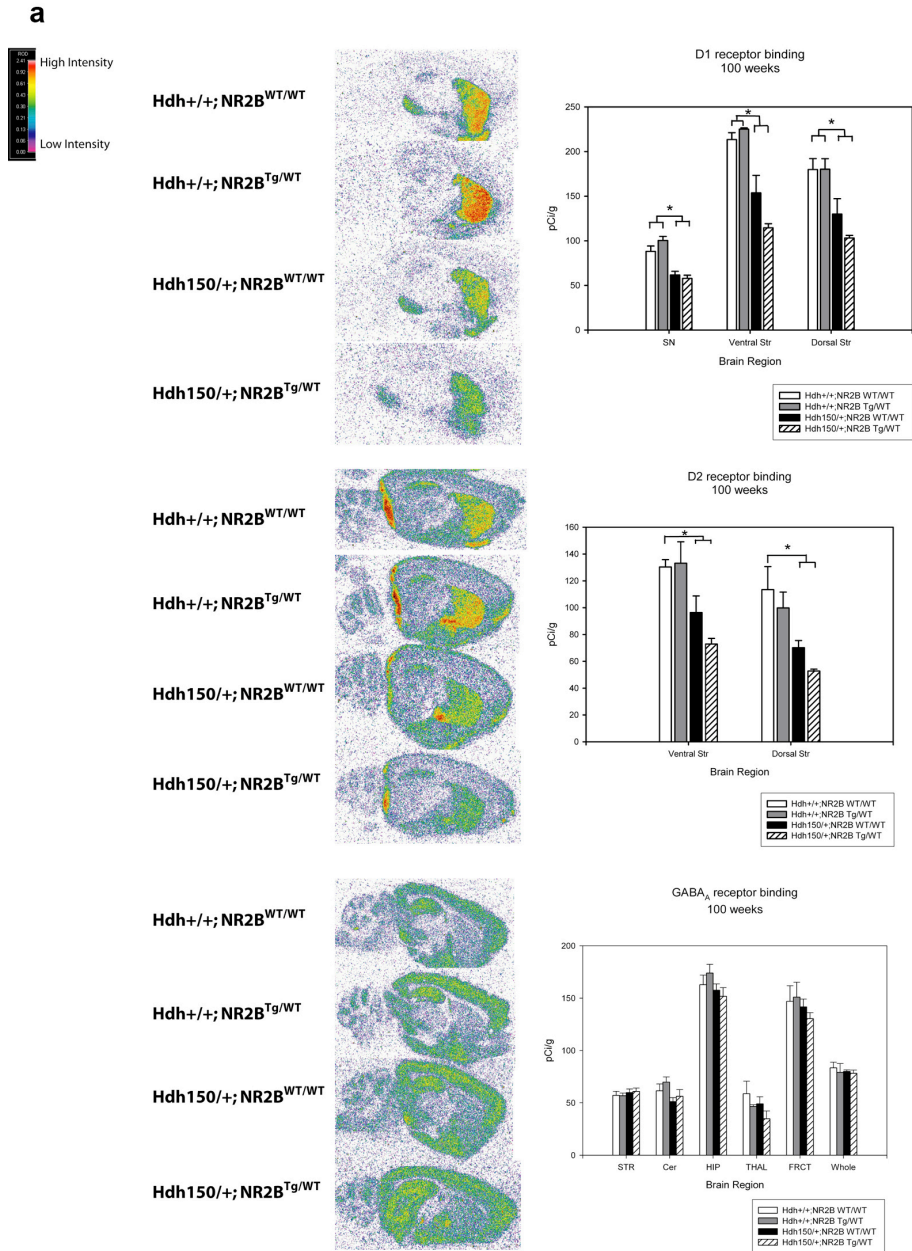 a
ROD
2.41
0.92
0.61
0.43
0.30
0.21
0.13
0.06
0.00
High Intensity
Low Intensity
Hdh+/+; NR2B^WT/WT
Hdh+/+; NR2B^Tg/WT
Hdh150/+; NR2B^WT/WT
Hdh150/+; NR2B^Tg/WT
D1 receptor binding
100 weeks
250
200
150
100
50
0
pCi/g
*
*
*
SN Ventral Str Dorsal Str
Brain Region
Hdh+/+;NR2B WT/WT
Hdh+/+;NR2B Tg/WT
Hdh150/+;NR2B WT/WT
Hdh150/+;NR2B Tg/WT
Hdh+/+; NR2B^WT/WT
Hdh+/+; NR2B^Tg/WT
Hdh150/+; NR2B^WT/WT
Hdh150/+; NR2B^Tg/WT
D2 receptor binding
100 weeks
160
140
120
100
80
60
40
20
0
pCi/g
*
*
Ventral Str Dorsal Str
Brain Region
Hdh+/+;NR2B WT/WT
Hdh+/+;NR2B Tg/WT
Hdh150/+;NR2B WT/WT
Hdh150/+;NR2B Tg/WT
Hdh+/+; NR2B^WT/WT
Hdh+/+; NR2B^Tg/WT
Hdh150/+; NR2B^WT/WT
Hdh150/+; NR2B^Tg/WT
GABA_A receptor binding
100 weeks
200
150
100
50
0
pCi/g
STR Cer HIP THAL FRCT Whole
Brain Region
Hdh+/+;NR2B WT/WT
Hdh+/+;NR2B Tg/WT
Hdh150/+;NR2B WT/WT
Hdh150/+;NR2B Tg/WT